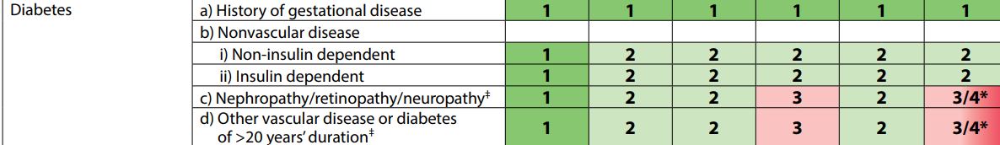 Diabetes a) History of gestational disease 1 1 1 1 1 1
b) Nonvascular disease
i) Non-insulin dependent 1 2 2 2 2 2
ii) Insulin dependent 1 2 2 2 2 2
c) Nephropathy/retinopathy/neuropathy‡ 1 2 2 3 2 3/4*
d) Other vascular disease or diabetes
of >20 years’ duration‡ 1 2 2 3 2 3/4*